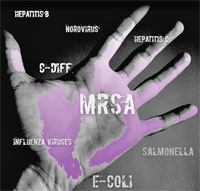 HEPATITIS B
NOROVIRUS
HEPATITIS C
C-DIFF
MRSA
INFLUENZA VIRUSES
SALMONELLA
E-COLI